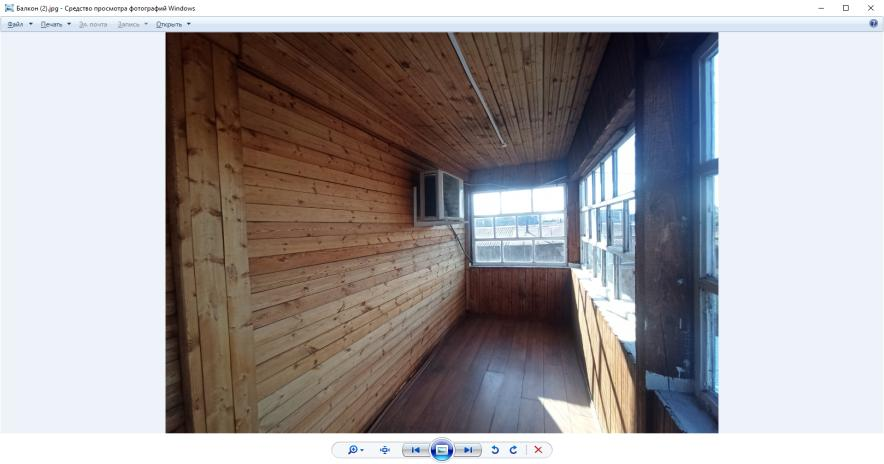 Балкон (2).jpg - Средство просмотра фотографий Windows
Файл Печать Эл. почта Запись Открыть